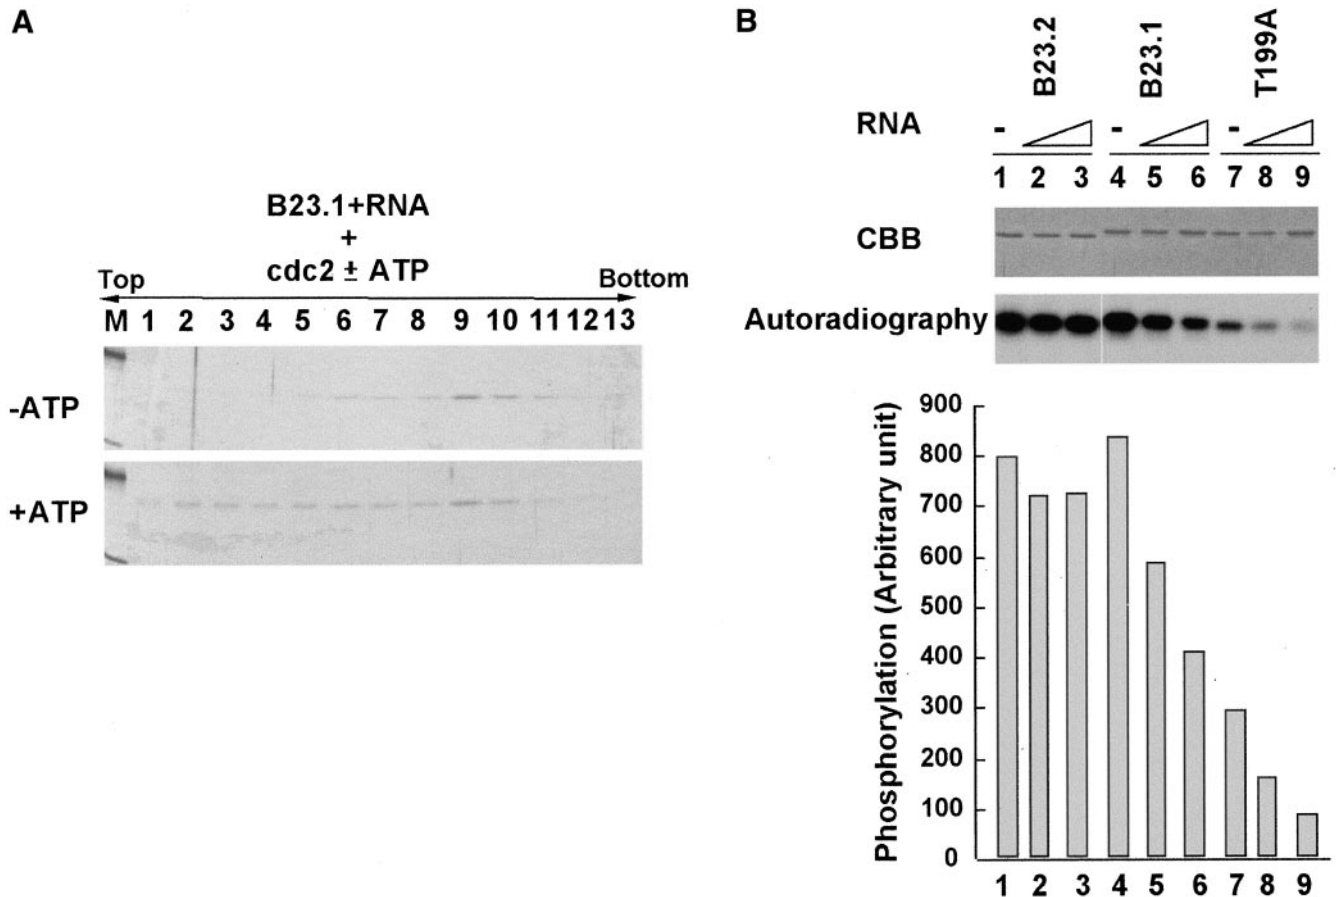 A
B23.1+RNA
+
cdc2 ± ATP
Top
Bottom
M 1 2 3 4 5 6 7 8 9 10 11 12 13
-ATP
+ATP
B
B23.2
B23.1
T199A
RNA - - -
1 2 3 4 5 6 7 8 9
CBB
Autoradiography
Phosphorylation (Arbitrary unit)
900
800
700
600
500
400
300
200
100
0
1 2 3 4 5 6 7 8 9